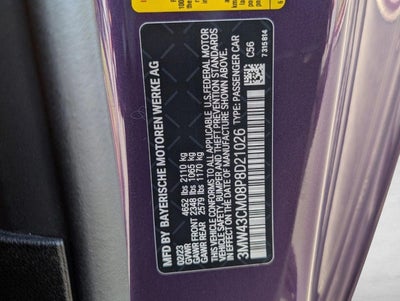 MFD BY BAYERISCHE MOTOREN WERKE AG
02/23
GVWR 4652 lbs 2110 kg
GAWR FRONT 2348 lbs 1065 kg
GAWR REAR 2579 lbs 1170 kg
THIS VEHICLE CONFORMS TO ALL APPLICABLE U.S.FEDERAL MOTOR
VEHICLE SAFETY, BUMPER AND THEFT PREVENTION STANDARDS
IN EFFECT ON THE DATE OF MANUFACTURE SHOWN ABOVE.
3MW43CM08P8D21026 TYPE: PASSENGER CAR
C56
7 315 814